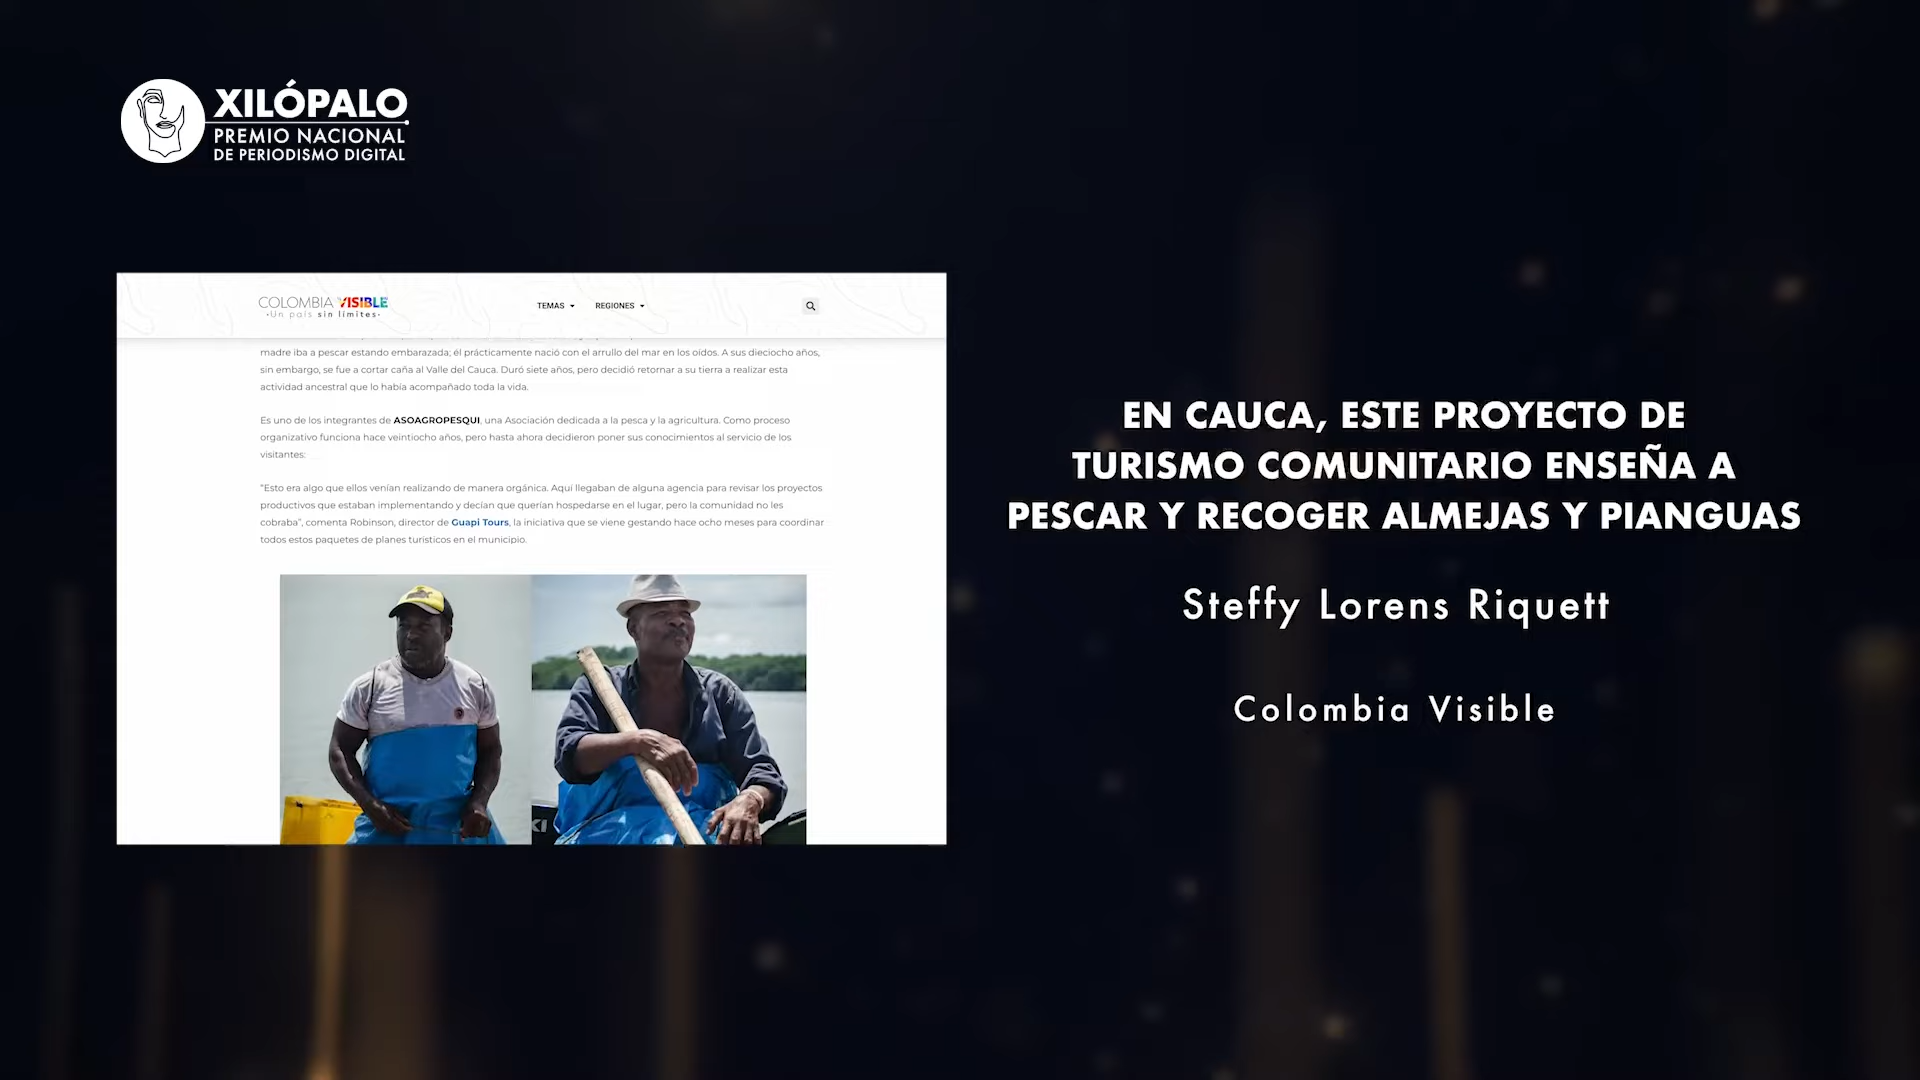 XILÓPALO
PREMIO NACIONAL
DE PERIODISMO DIGITAL
COLOMBIA VISIBLE
•Un país sin límites•
TEMAS
REGIONES
madre iba a pescar estando embarazada; él prácticamente nació con el arrullo del mar en los oídos. A sus dieciocho años,
sin embargo, se fue a cortar caña al Valle del Cauca. Duró siete años, pero decidió retornar a su tierra a realizar esta
actividad ancestral que lo había acompañado toda la vida.
Es uno de los integrantes de ASOAGROPESQUI, una Asociación dedicada a la pesca y la agricultura. Como proceso
organizativo funciona hace veintiocho años, pero hasta ahora decidieron poner sus conocimientos al servicio de los
visitantes:
“Esto era algo que ellos venían realizando de manera orgánica. Aquí llegaban de alguna agencia para revisar los proyectos
productivos que estaban implementando y decían que querían hospedarse en el lugar, pero la comunidad no les
cobraba”, comenta Robinson, director de Guapi Tours, la iniciativa que se viene gestando hace ocho meses para coordinar
todos estos paquetes de planes turísticos en el municipio.
KI
EN CAUCA, ESTE PROYECTO DE
TURISMO COMUNITARIO ENSEÑA A
PESCAR Y RECOGER ALMEJAS Y PIANGUAS
Steffy Lorens Riquett
Colombia Visible